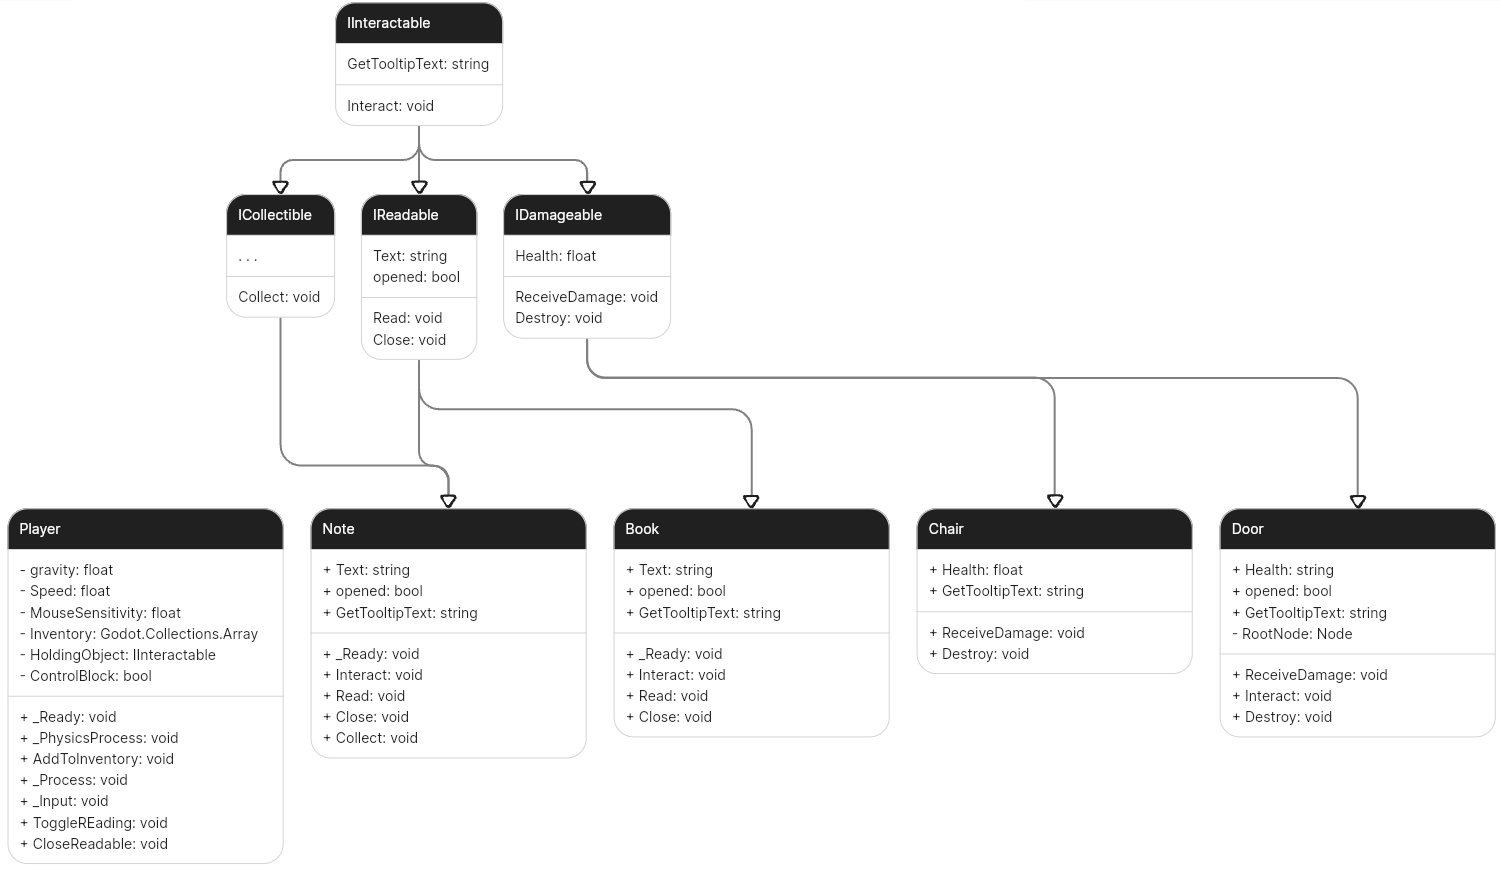 IInteractable
GetTooltipText: string
Interact: void
ICollectible
. . .
Collect: void
IReadable
Text: string
opened: bool
Read: void
Close: void
IDamageable
Health: float
ReceiveDamage: void
Destroy: void
Player
- gravity: float
- Speed: float
- MouseSensitivity: float
- Inventory: Godot.Collections.Array
- HoldingObject: IInteractable
- ControlBlock: bool
+ _Ready: void
+ _PhysicsProcess: void
+ AddToInventory: void
+ _Process: void
+ _Input: void
+ ToggleREading: void
+ CloseReadable: void
Note
+ Text: string
+ opened: bool
+ GetTooltipText: string
+ _Ready: void
+ Interact: void
+ Read: void
+ Close: void
+ Collect: void
Book
+ Text: string
+ opened: bool
+ GetTooltipText: string
+ _Ready: void
+ Interact: void
+ Read: void
+ Close: void
Chair
+ Health: float
+ GetTooltipText: string
+ ReceiveDamage: void
+ Destroy: void
Door
+ Health: string
+ opened: bool
+ GetTooltipText: string
- RootNode: Node
+ ReceiveDamage: void
+ Interact: void
+ Destroy: void